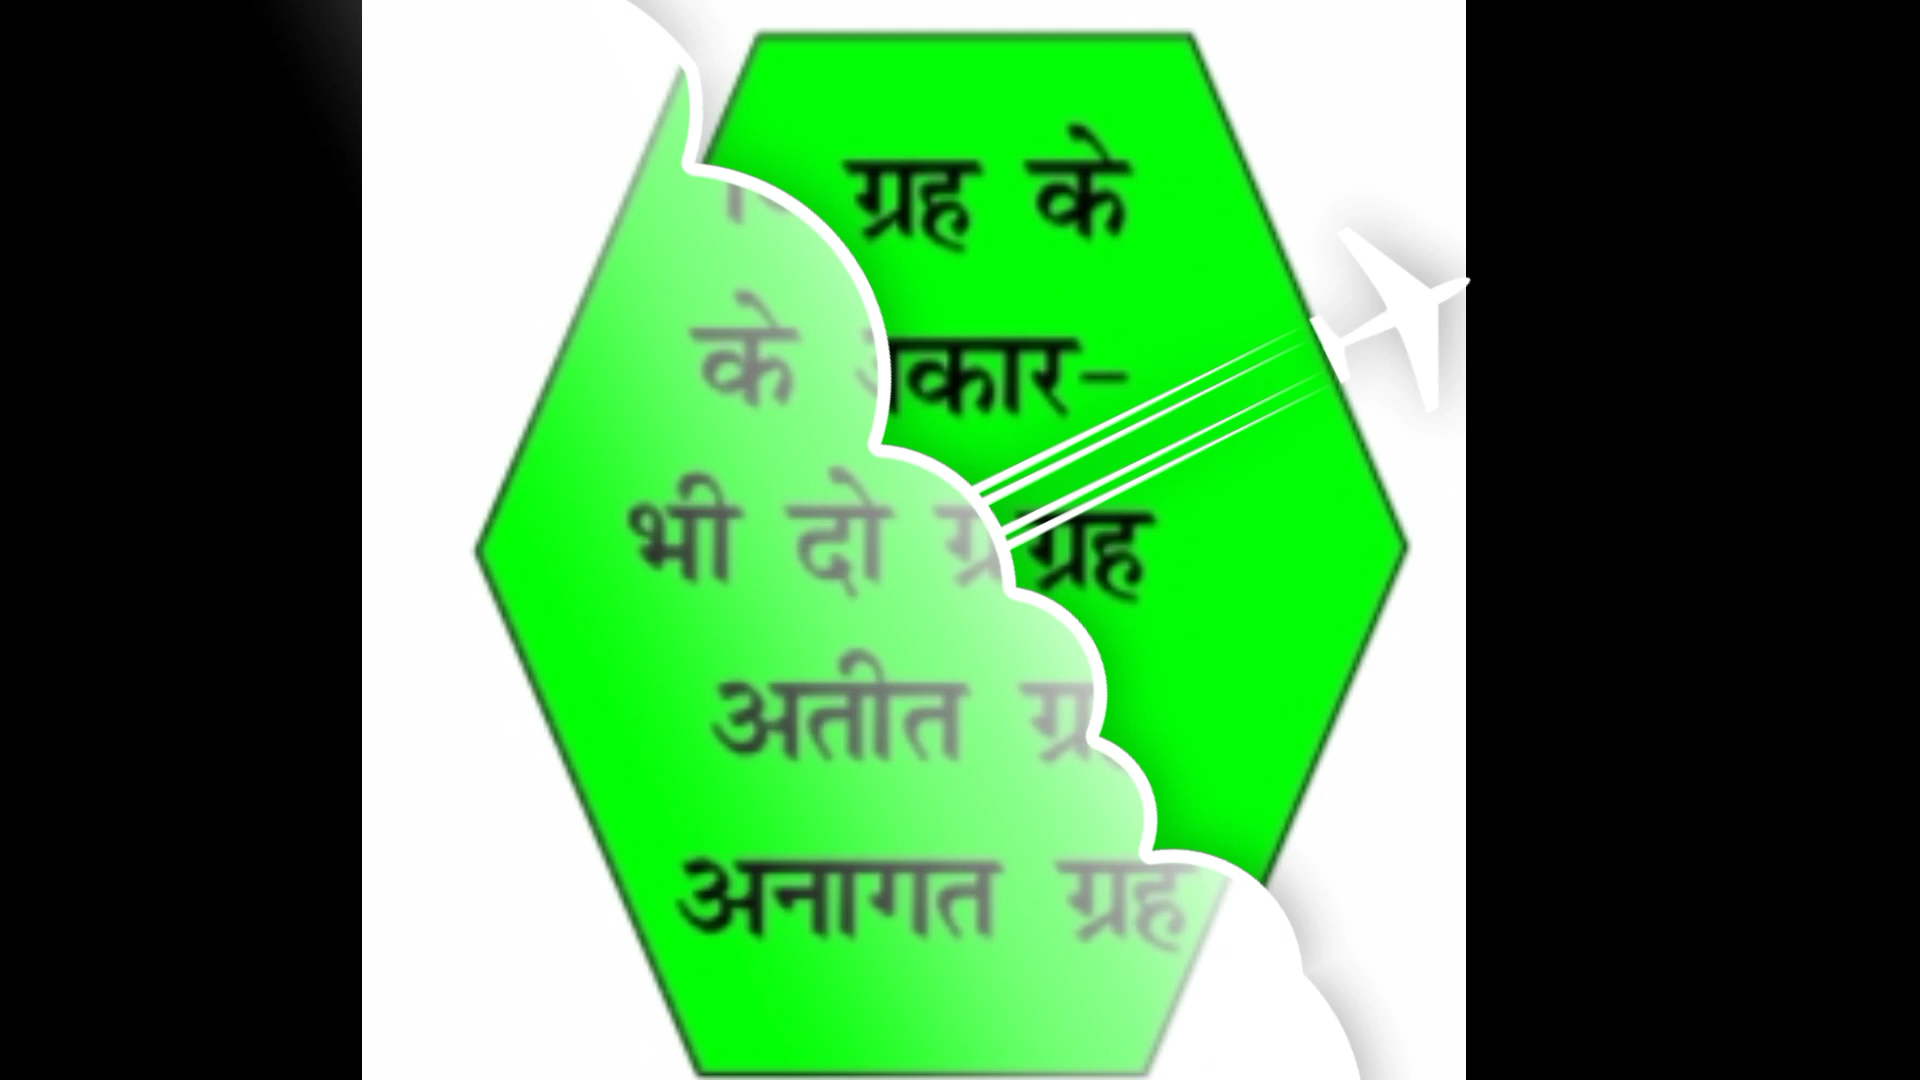 ग्रह के
के
भी दो ग्रह
अतीत
अनागत ग्रह